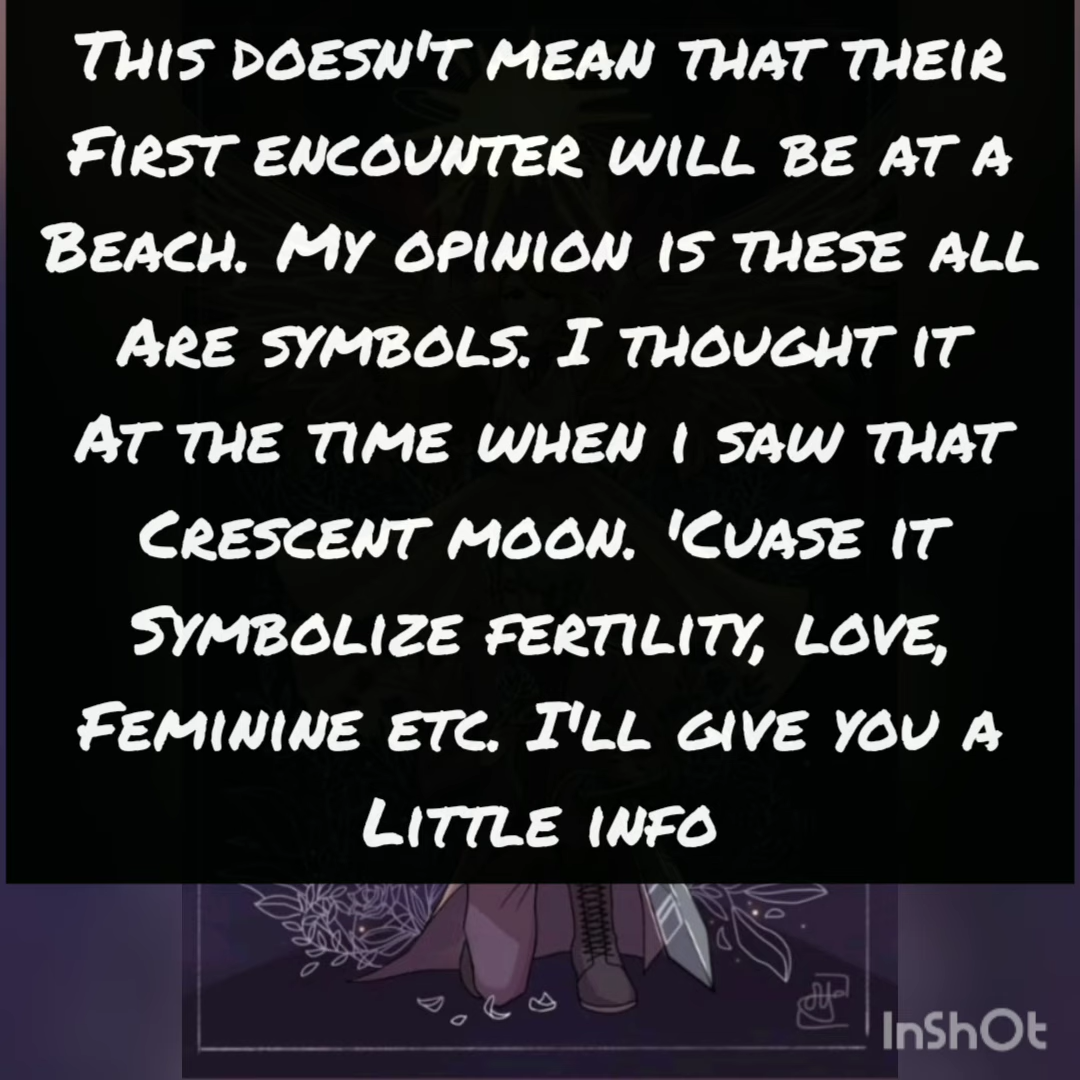 This doesn't mean that their
First encounter will be at a
Beach. My opinion is these all
Are symbols. I thought it
At the time when i saw that
Crescent moon. 'Cuase it
Symbolize fertility, love,
Feminine etc. I'll give you a
Little info
InShOt